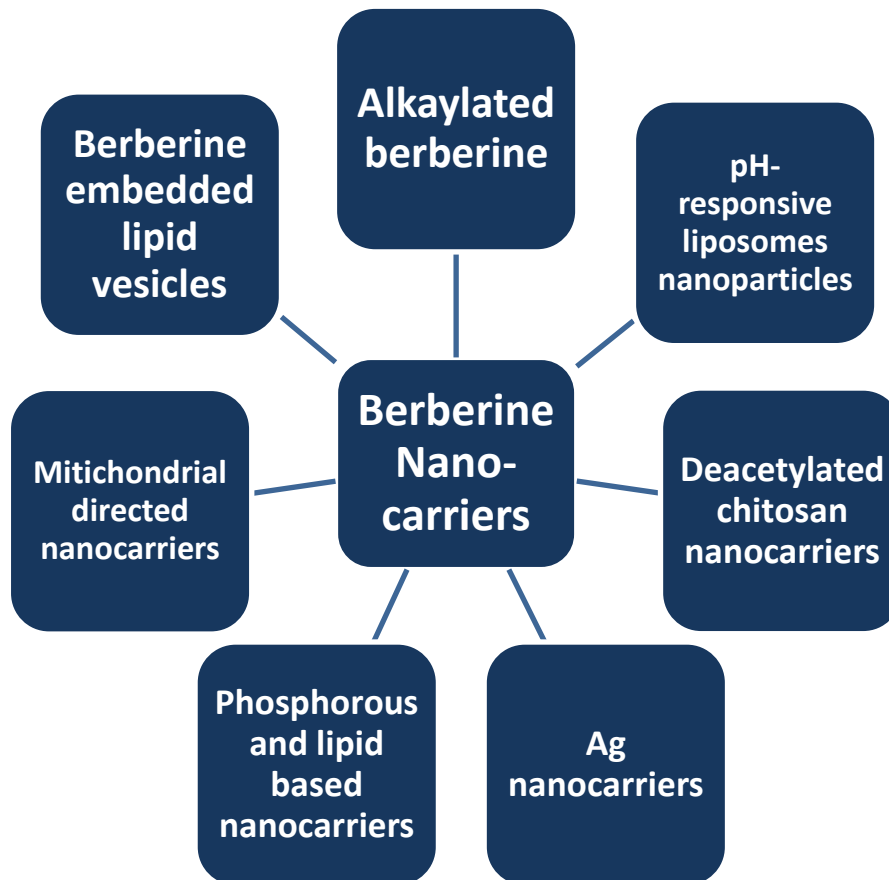 Alkaylated
berberine
Berberine
embedded
lipid
vesicles
pH-
responsive
liposomes
nanoparticles
Berberine
Nano-
carriers
Mitichondrial
directed
nanocarriers
Deacetylated
chitosan
nanocarriers
Phosphorous
and lipid
based
nanocarriers
Ag
nanocarriers